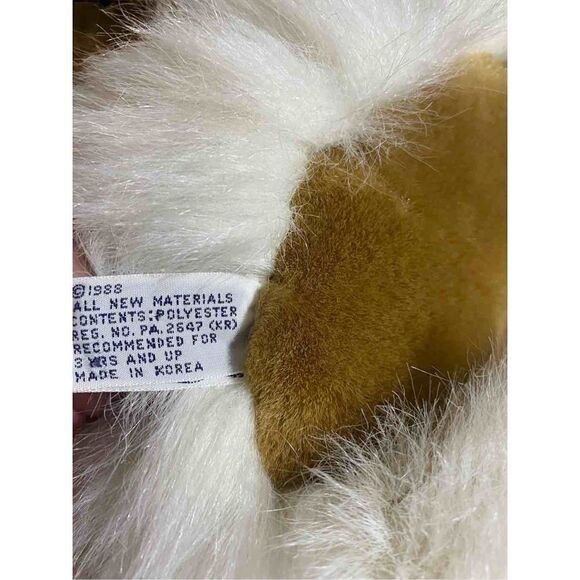 ©1988
ALL NEW MATERIALS
CONTENTS:POLYESTER
REG. NO. PA. 2647 (KR)
RECOMMENDED FOR
3 YRS AND UP
MADE IN KOREA